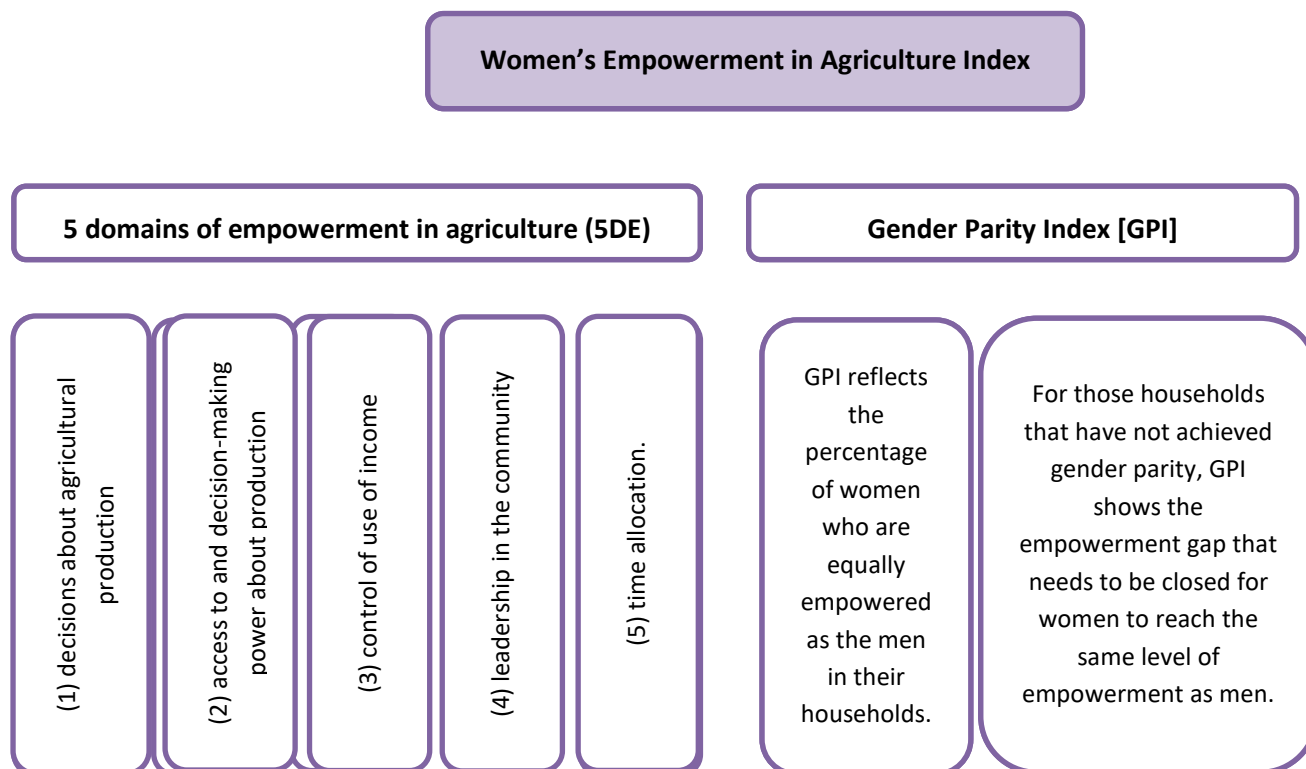 Women’s Empowerment in Agriculture Index
5 domains of empowerment in agriculture (5DE)
Gender Parity Index [GPI]
(1) decisions about agricultural
production
(2) access to and decision-making
power about production
(3) control of use of income
(4) leadership in the community
(5) time allocation.
GPI reflects
the
percentage
of women
who are
equally
empowered
as the men
in their
households.
For those households
that have not achieved
gender parity, GPI
shows the
empowerment gap that
needs to be closed for
women to reach the
same level of
empowerment as men.